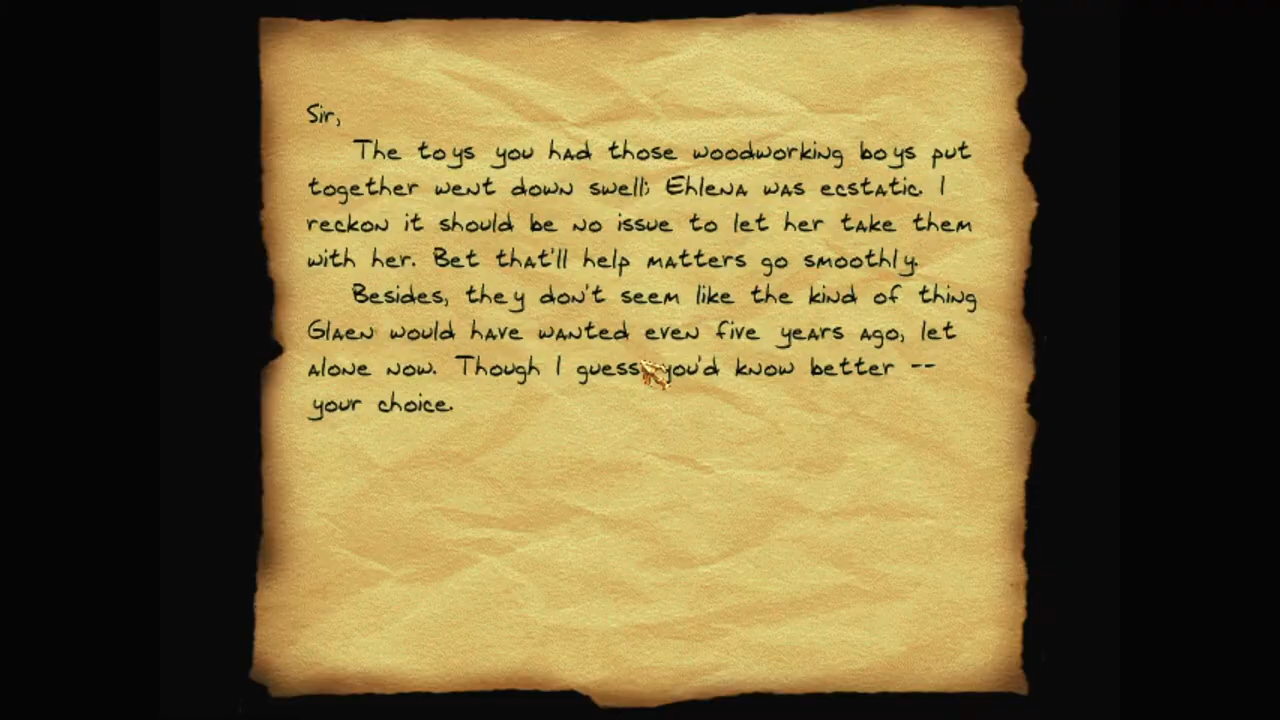 Sir,
The toys you had those woodworking boys put
together went down swell; Ehlena was ecstatic. I
reckon it should be no issue to let her take them
with her. Bet that'll help matters go smoothly.
Besides, they don't seem like the kind of thing
Glaen would have wanted even five years ago, let
alone now. Though I guess you'd know better --
your choice.